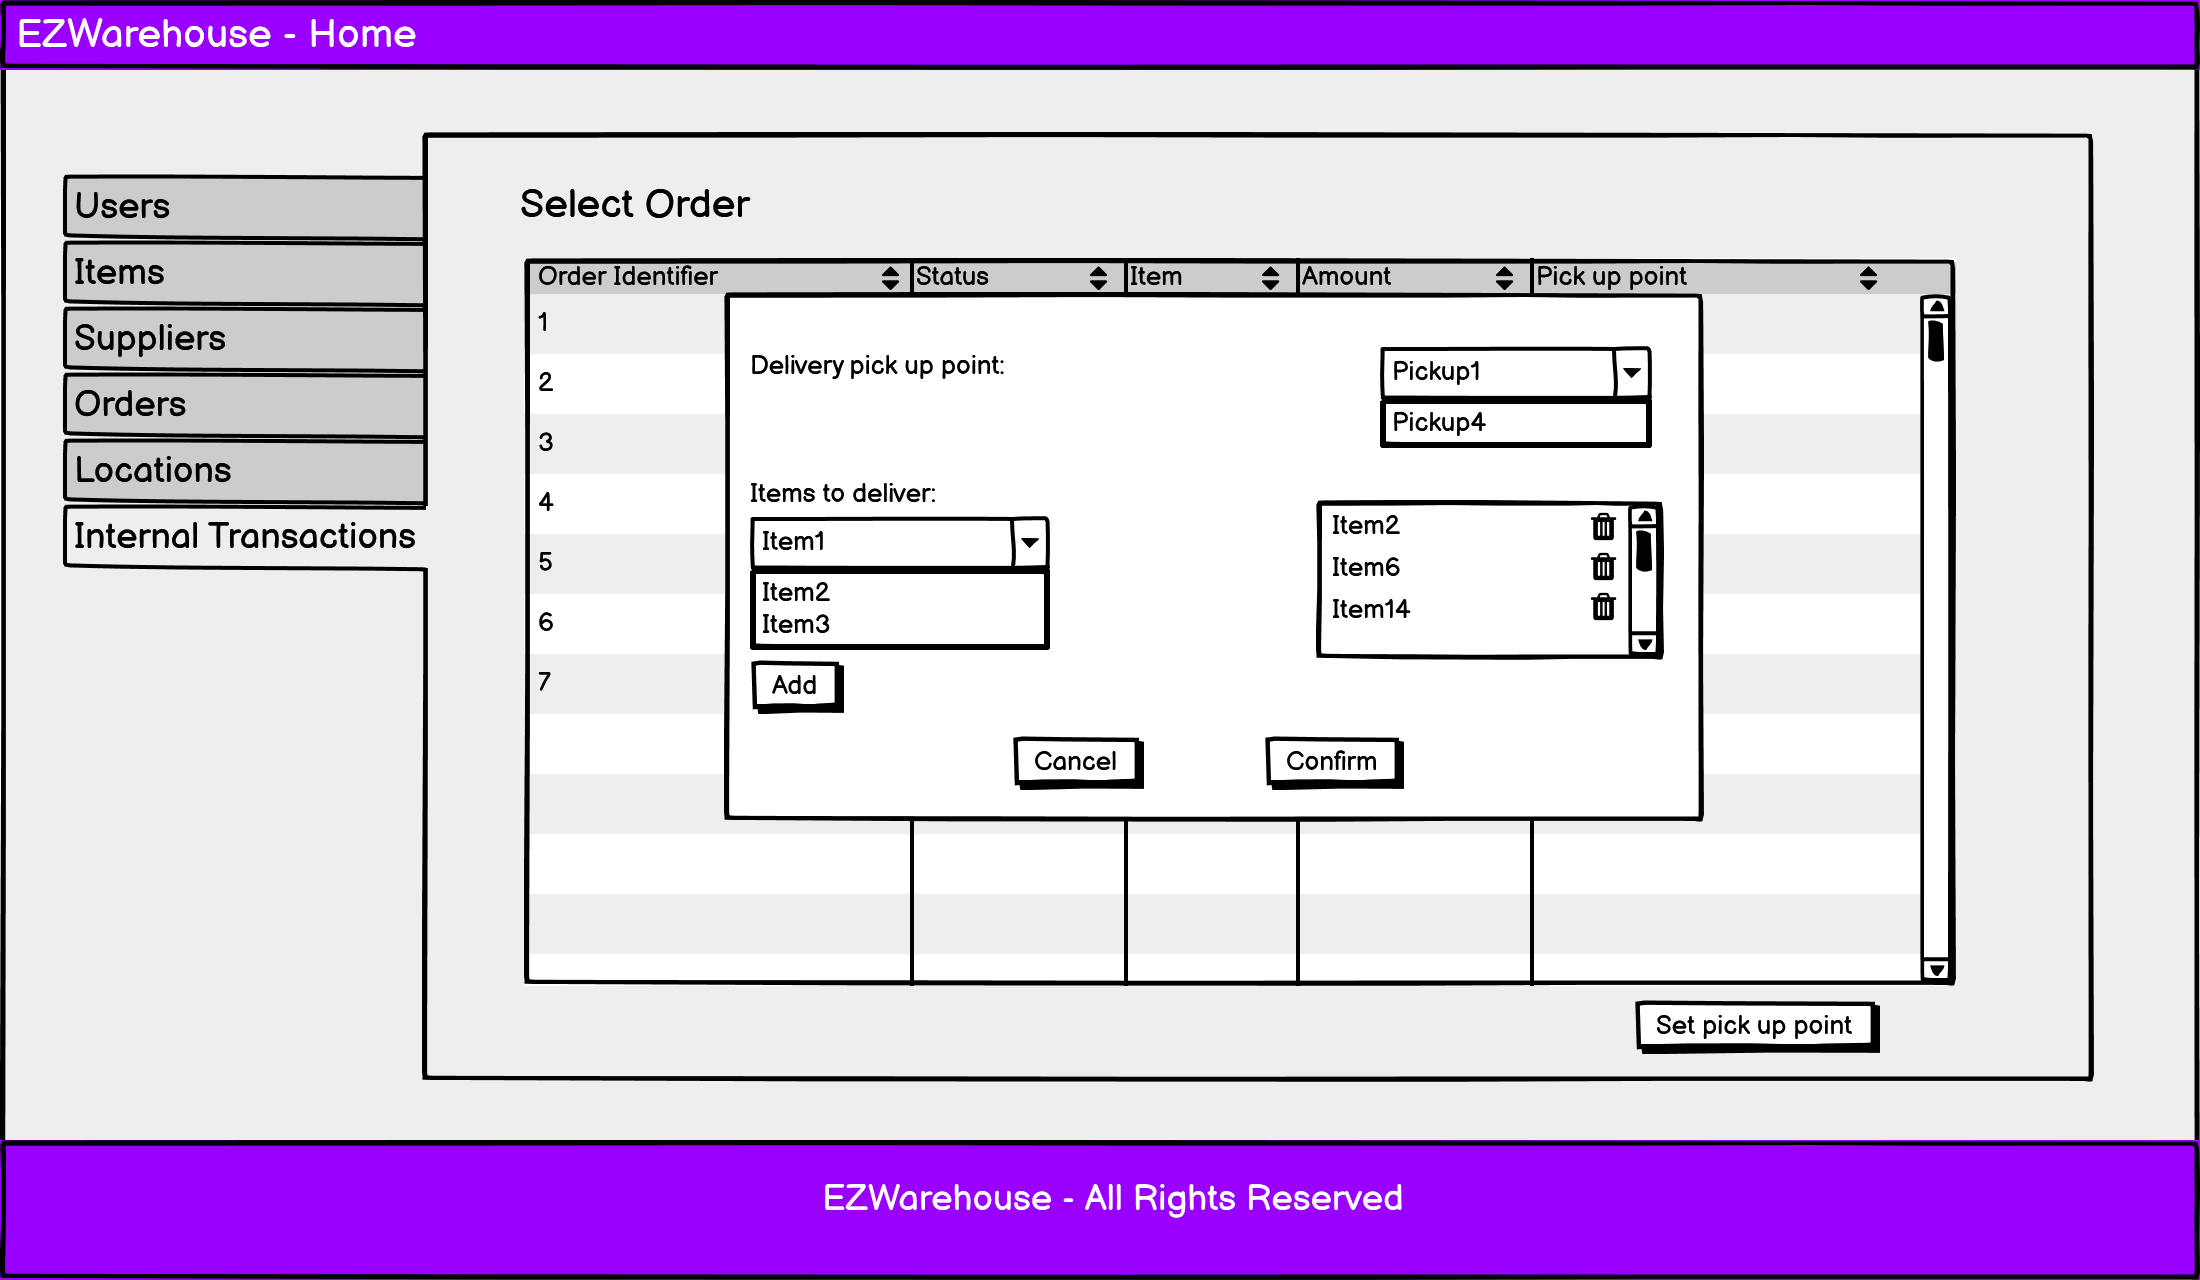 EZWarehouse - Home
Users
Items
Suppliers
Orders
Locations
Internal Transactions
Select Order
Order Identifier Status Item Amount Pick up point
1
2
3
4
5
6
7
Delivery pick up point:
Pickup1
Pickup4
Items to deliver:
Item1
Item2
Item3
Add
Item2
Item6
Item14
Cancel Confirm
Set pick up point
EZWarehouse - All Rights Reserved